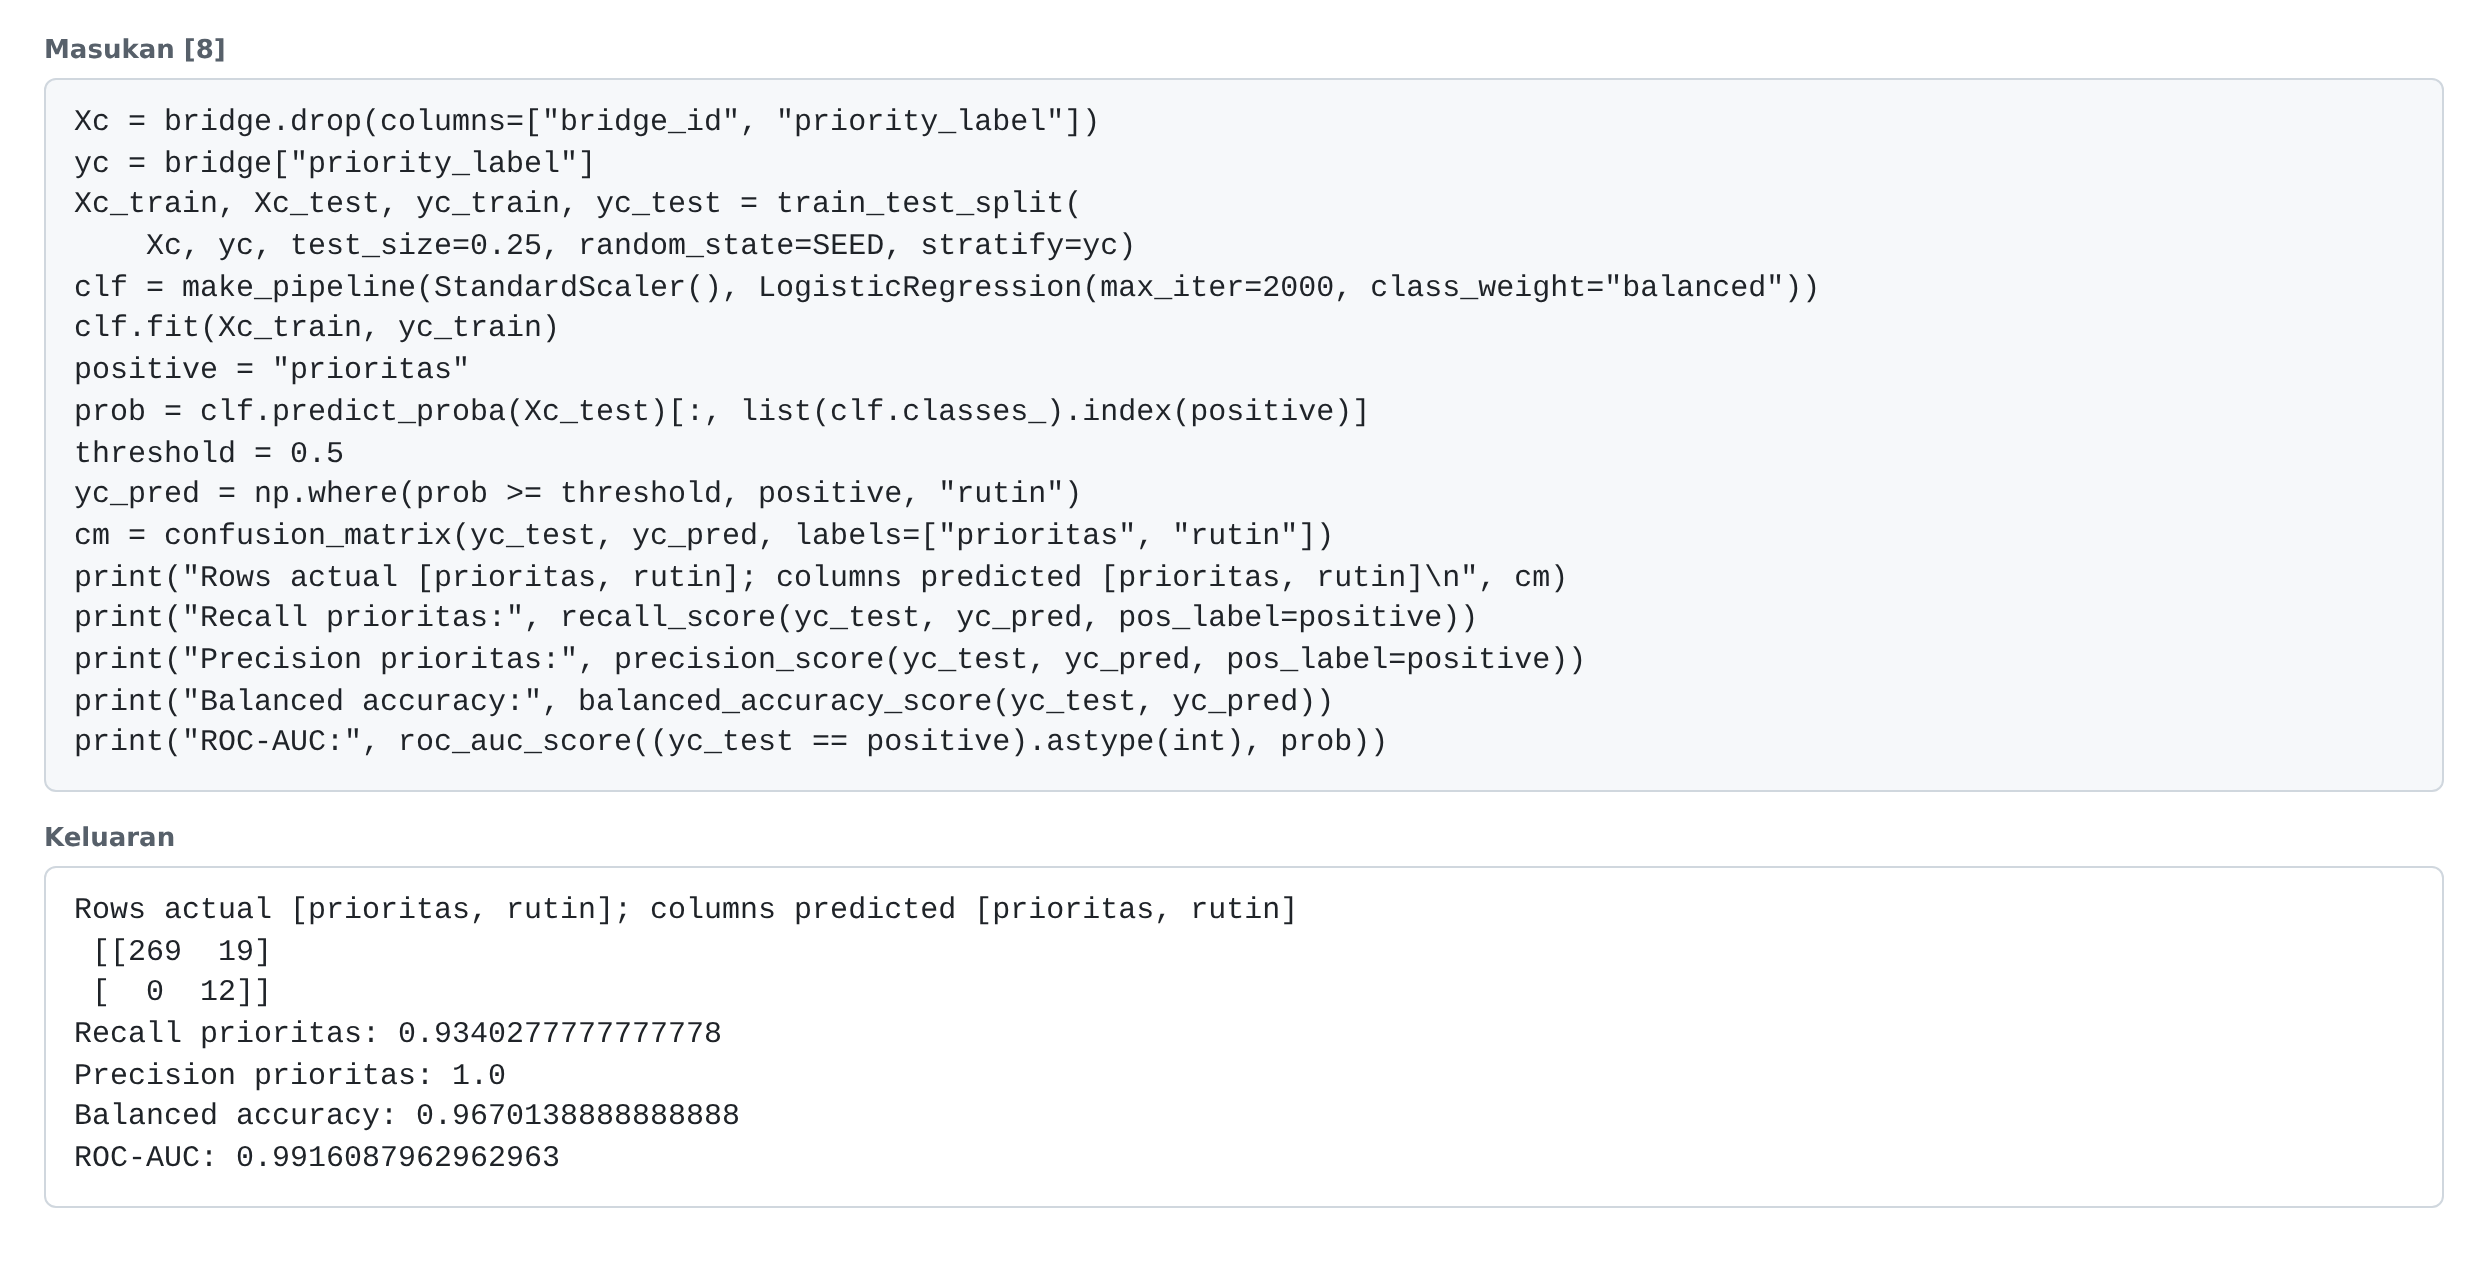 Masukan [8]
Xc = bridge.drop(columns=["bridge_id", "priority_label"])
yc = bridge["priority_label"]
Xc_train, Xc_test, yc_train, yc_test = train_test_split(
    Xc, yc, test_size=0.25, random_state=SEED, stratify=yc)
clf = make_pipeline(StandardScaler(), LogisticRegression(max_iter=2000, class_weight="balanced"))
clf.fit(Xc_train, yc_train)
positive = "prioritas"
prob = clf.predict_proba(Xc_test)[:, list(clf.classes_).index(positive)]
threshold = 0.5
yc_pred = np.where(prob >= threshold, positive, "rutin")
cm = confusion_matrix(yc_test, yc_pred, labels=["prioritas", "rutin"])
print("Rows actual [prioritas, rutin]; columns predicted [prioritas, rutin]\n", cm)
print("Recall prioritas:", recall_score(yc_test, yc_pred, pos_label=positive))
print("Precision prioritas:", precision_score(yc_test, yc_pred, pos_label=positive))
print("Balanced accuracy:", balanced_accuracy_score(yc_test, yc_pred))
print("ROC-AUC:", roc_auc_score((yc_test == positive).astype(int), prob))
Keluaran
Rows actual [prioritas, rutin]; columns predicted [prioritas, rutin]
 [[269  19]
 [  0  12]]
Recall prioritas: 0.9340277777777778
Precision prioritas: 1.0
Balanced accuracy: 0.9670138888888888
ROC-AUC: 0.9916087962962963